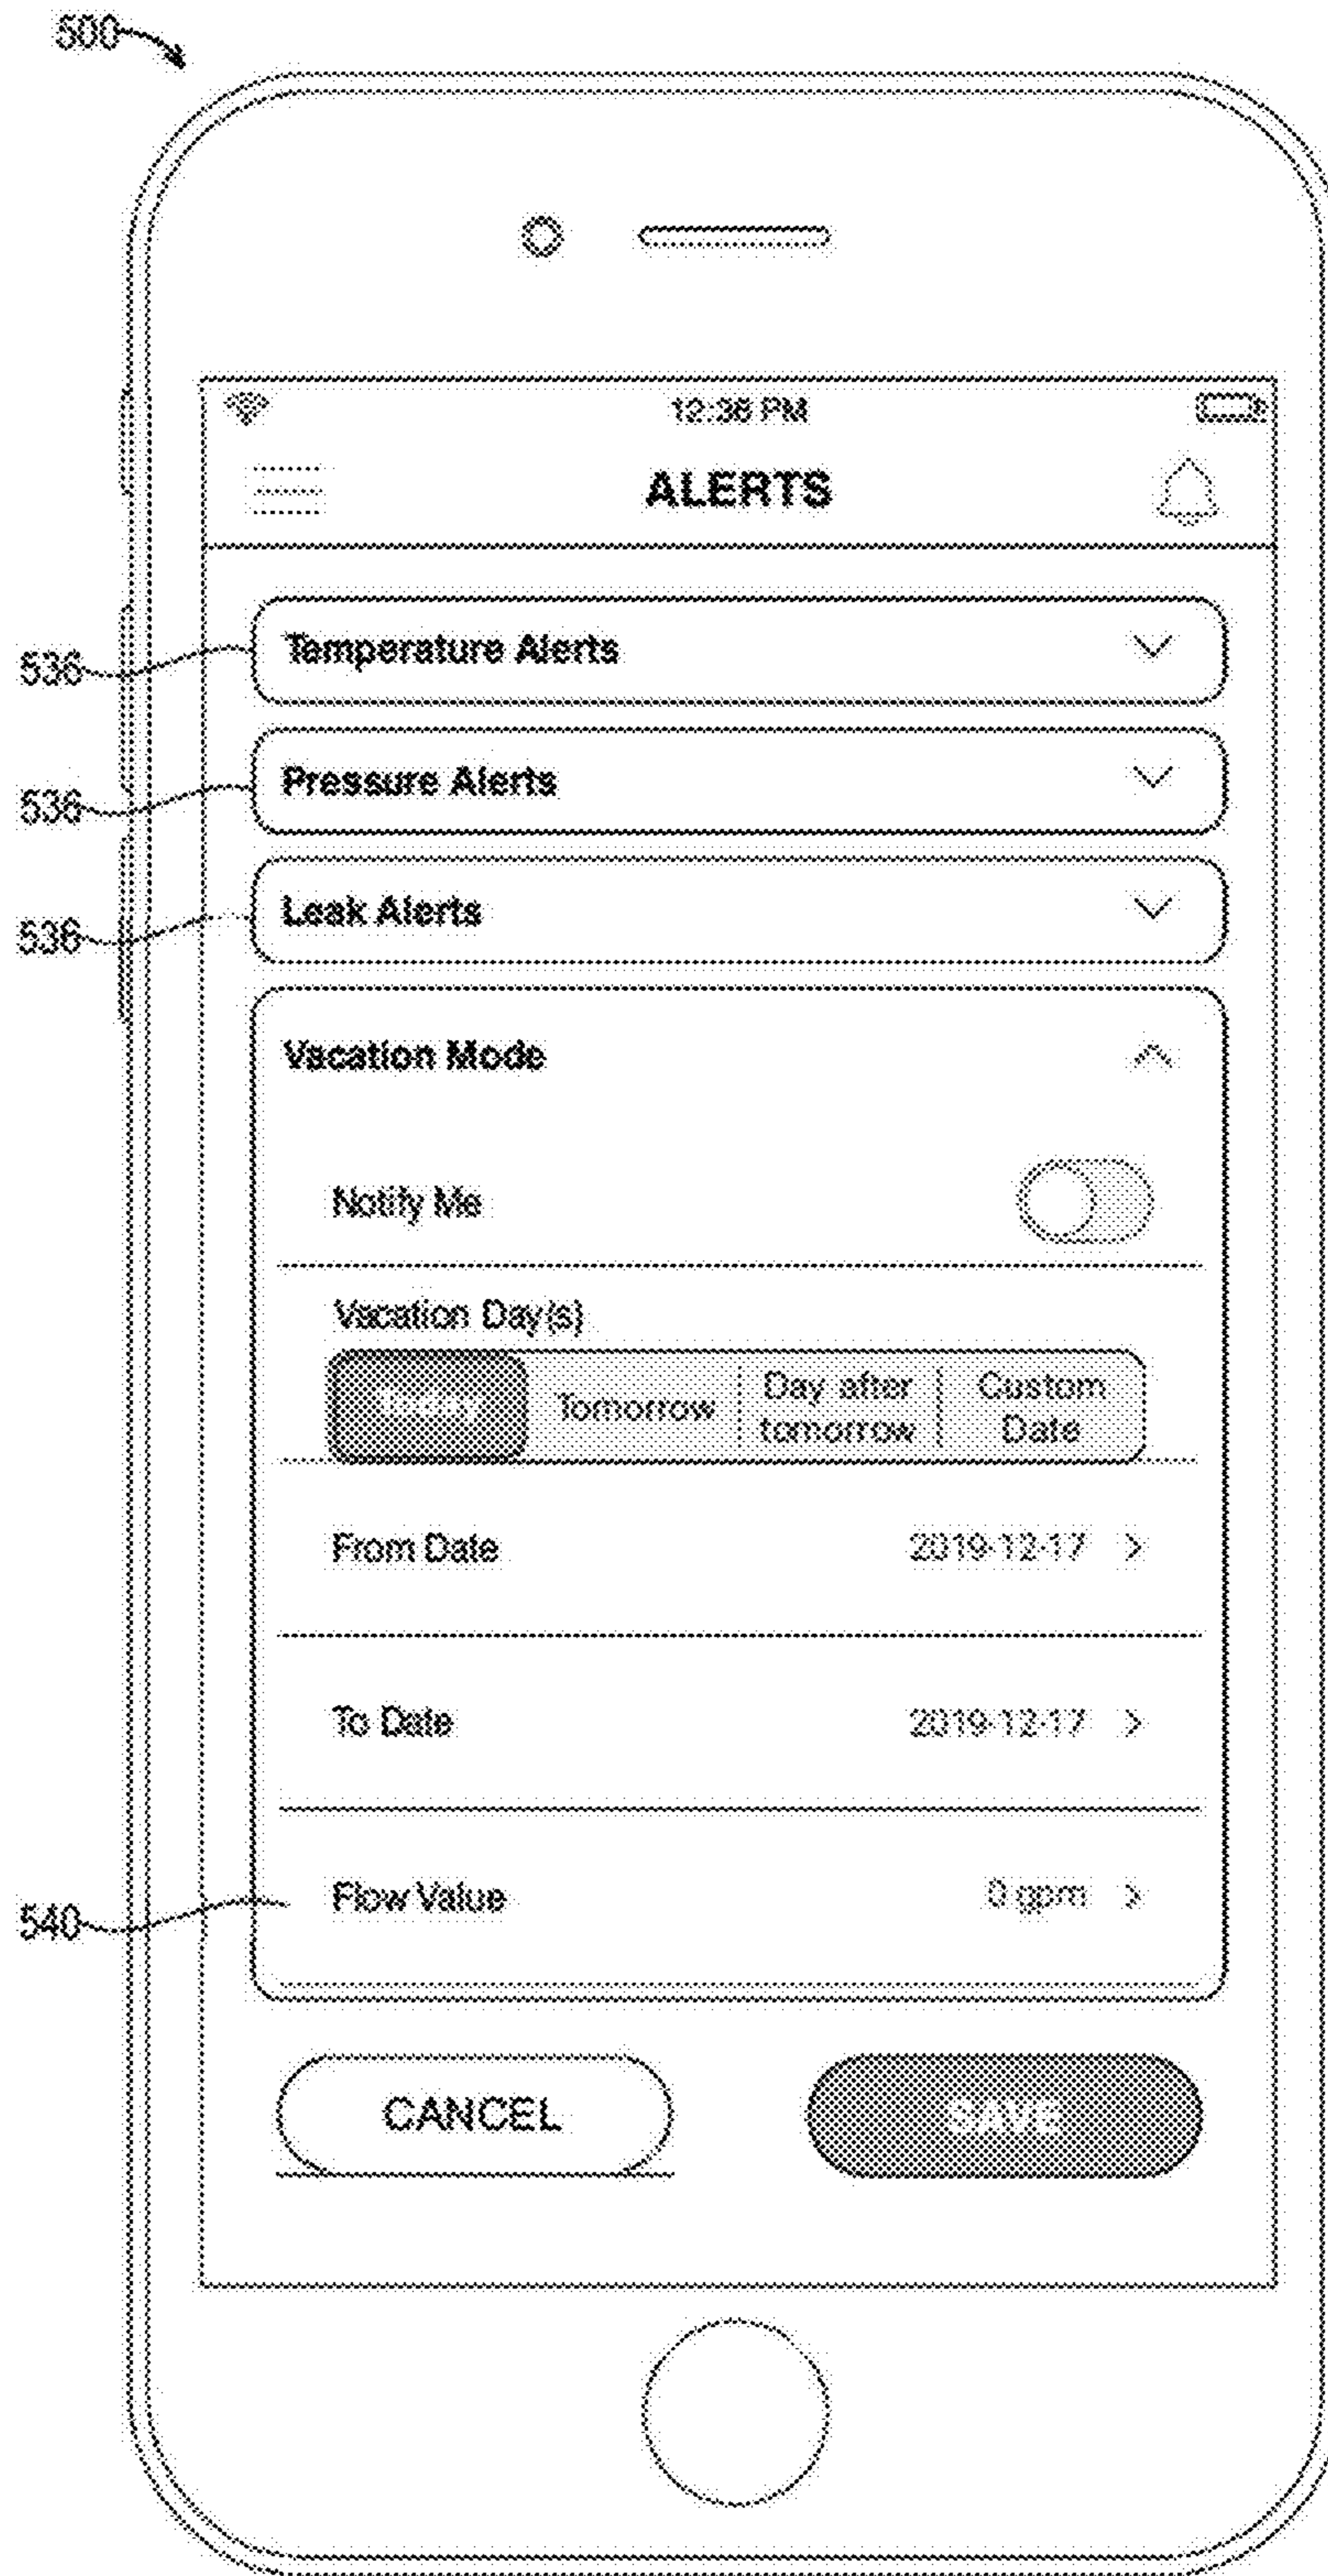 500
12:36 PM
ALERTS
536 Temperature Alerts
536 Pressure Alerts
536 Leak Alerts
Vacation Mode
Notify Me
Vacation Day(s)
Tomorrow
Day after tomorrow
Custom Date
From Date 2019-12-17
To Date 2019-12-17
540 Flow Value 0 gpm
CANCEL SAVE